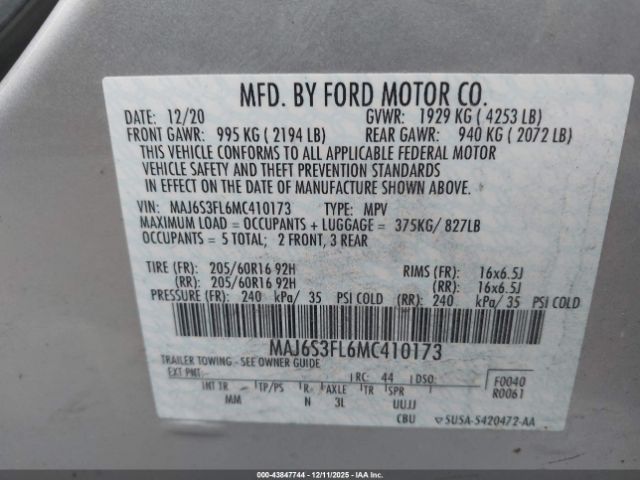 MFD. BY FORD MOTOR CO.
DATE: 12/20 GVWR: 1929 KG ( 4253 LB)
FRONT GAWR: 995 KG ( 2194 LB) REAR GAWR: 940 KG ( 2072 LB)
THIS VEHICLE CONFORMS TO ALL APPLICABLE FEDERAL MOTOR
VEHICLE SAFETY AND THEFT PREVENTION STANDARDS
IN EFFECT ON THE DATE OF MANUFACTURE SHOWN ABOVE.
VIN: MAJ6S3FL6MC410173 TYPE: MPV
MAXIMUM LOAD = OCCUPANTS + LUGGAGE = 375KG/ 827LB
OCCUPANTS = 5 TOTAL; 2 FRONT, 3 REAR
TIRE (FR): 205/60R16 92H RIMS (FR): 16x6.5J
(RR): 205/60R16 92H (RR): 16x6.5J
PRESSURE (FR): 240 kPa/ 35 PSI COLD (RR): 240 kPa/ 35 PSI COLD
MAJ6S3FL6MC410173
TRAILER TOWING - SEE OWNER GUIDE
EXT PNT: RC: 44 DSO: F0040
INT TR TP/PS R AXLE TR SPR R0061
MM N 3L UUJJ
CBU 5U5A-5420472-AA
000-43847744 - 12/11/2025 - IAA Inc.